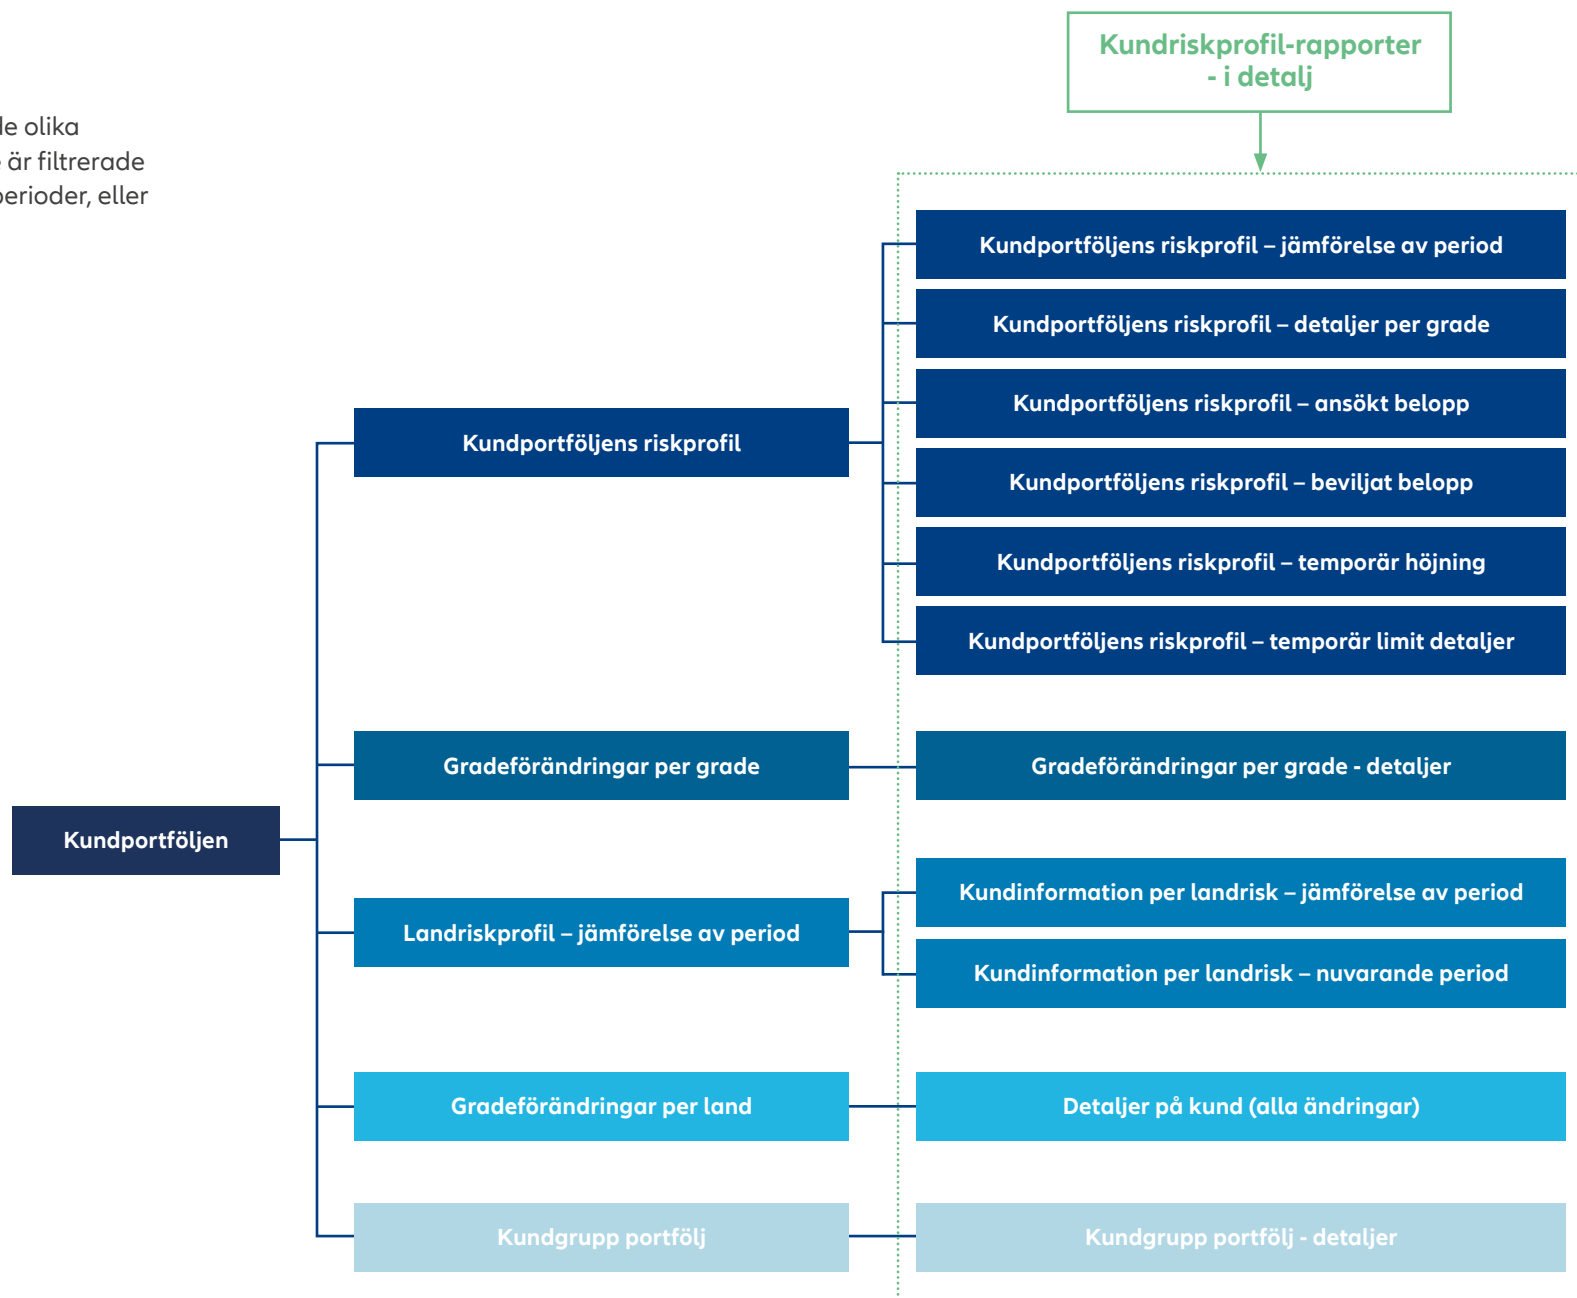 Kundriskprofil-rapporter
- i detalj
de olika
är filtrerade
perioder, eller
Kundportföljens riskprofil – jämförelse av period
Kundportföljens riskprofil – detaljer per grade
Kundportföljens riskprofil – ansökt belopp
Kundportföljens riskprofil
Kundportföljens riskprofil – beviljat belopp
Kundportföljens riskprofil – temporär höjning
Kundportföljens riskprofil – temporär limit detaljer
Gradeförändringar per grade
Gradeförändringar per grade - detaljer
Kundportföljen
Kundinformation per landrisk – jämförelse av period
Landriskprofil – jämförelse av period
Kundinformation per landrisk – nuvarande period
Gradeförändringar per land
Detaljer på kund (alla ändringar)
Kundgrupp portfölj
Kundgrupp portfölj - detaljer